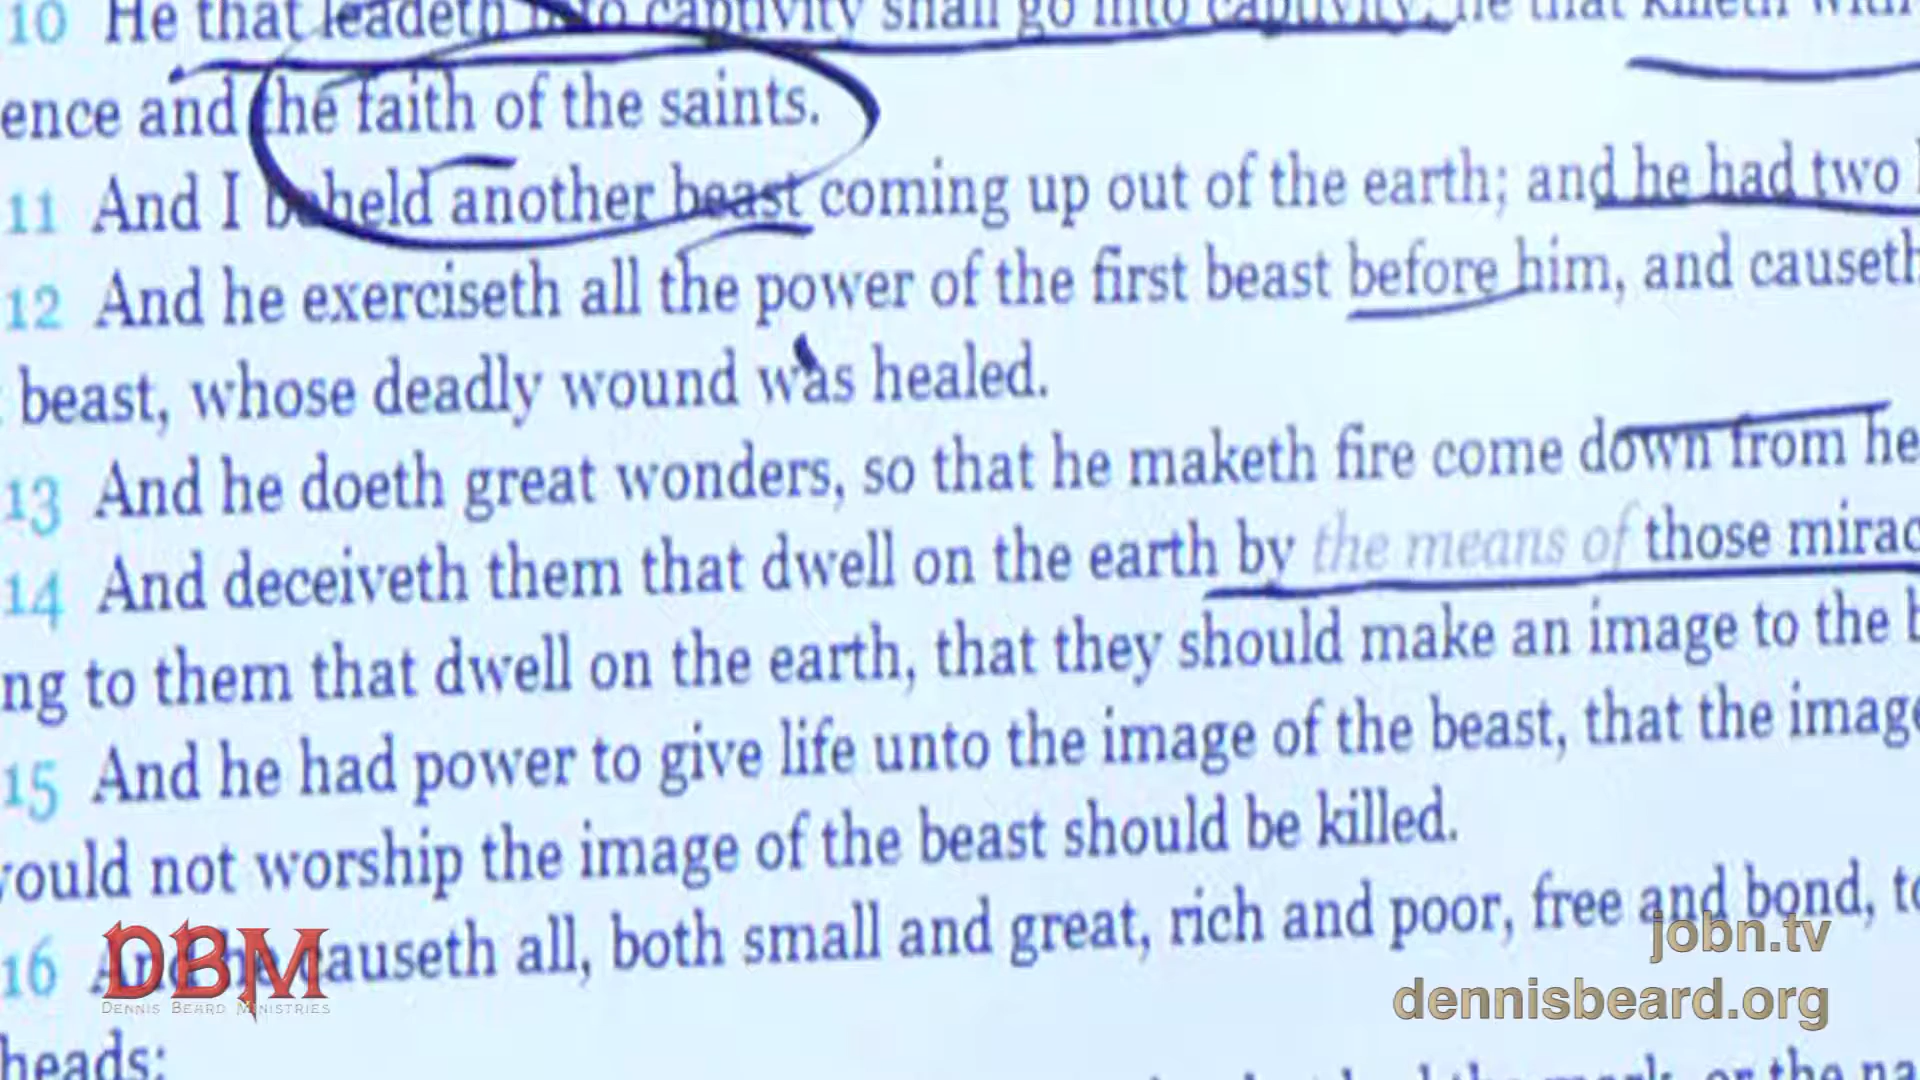 10 He that leadeth into captivity shall go into captivity: he that killeth with
ence and the faith of the saints.
11 And I beheld another beast coming up out of the earth; and he had two
12 And he exerciseth all the power of the first beast before him, and causeth
beast, whose deadly wound was healed.
13 And he doeth great wonders, so that he maketh fire come down from he
14 And deceiveth them that dwell on the earth by the means of those mirac
ng to them that dwell on the earth, that they should make an image to the b
15 And he had power to give life unto the image of the beast, that the image
ould not worship the image of the beast should be killed.
16 And he causeth all, both small and great, rich and poor, free and bond, to
heads:
the mark, or the na
DBM
DENNIS BEARD MINISTRIES
jobn.tv
dennisbeard.org